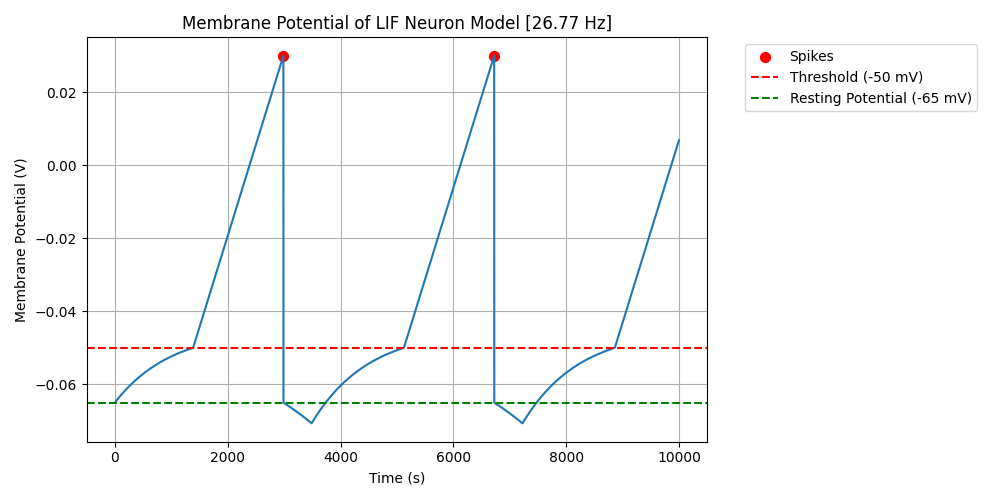 Membrane Potential of LIF Neuron Model [26.77 Hz]
Spikes
Threshold (-50 mV)
Resting Potential (-65 mV)
Membrane Potential (V)
0.02
0.00
−0.02
−0.04
−0.06
0 2000 4000 6000 8000 10000
Time (s)